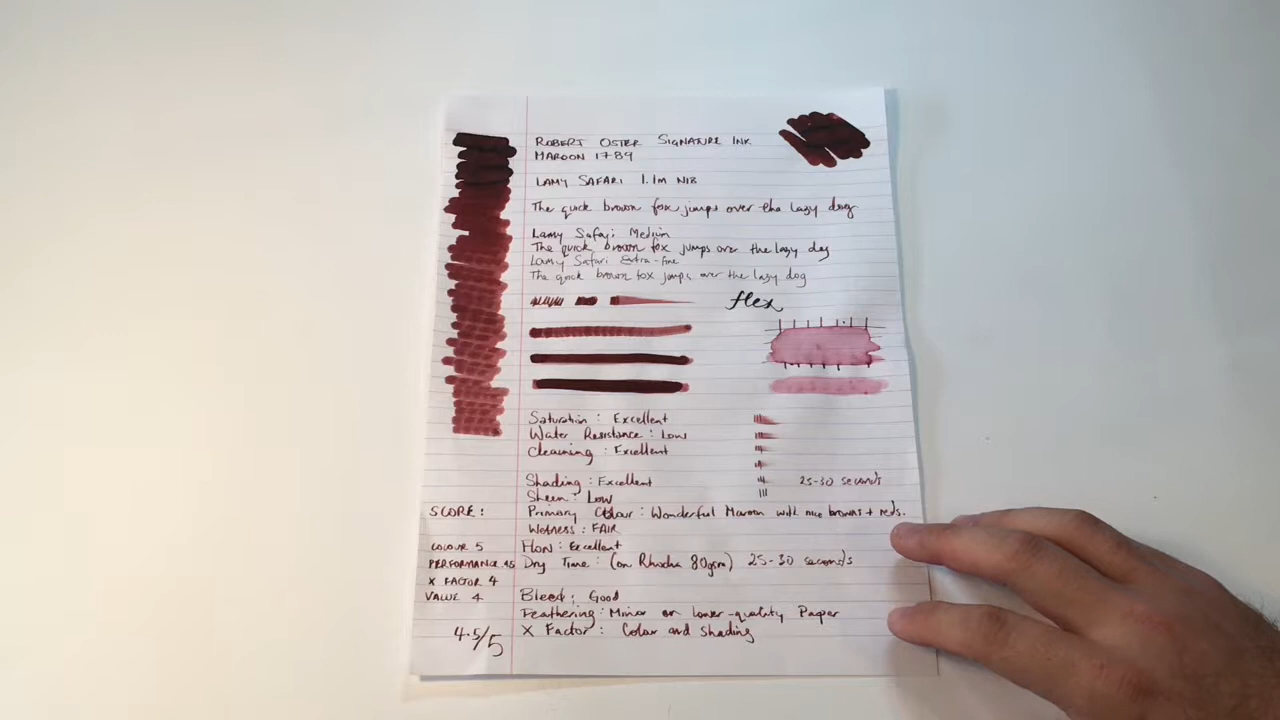 ROBERT OSTER SIGNATURE INK
MAROON 1789
LAMY SAFARI 1.1M NIB
The quick brown fox jumps over the lazy dog
Lamy Safari Medium
The quick brown fox jumps over the lazy dog
Lamy Safari Extra-fine
The quick brown fox jumps over the lazy dog
flex
Saturation : Excellent
Water Resistance : Low
Cleaning : Excellent
Shading : Excellent
25-30 seconds
Sheen : Low
Primary Colour : Wonderful Maroon with nice browns + reds.
Wetness : FAIR
Flow : Excellent
Dry Time : (on Rhodia 80gsm) 25-30 seconds
Bleed : Good
Feathering : Minor on lower-quality Paper
X Factor : Colour and Shading
SCORE :
COLOUR 5
PERFORMANCE 4.5
X FACTOR 4
VALUE 4
4.5/5